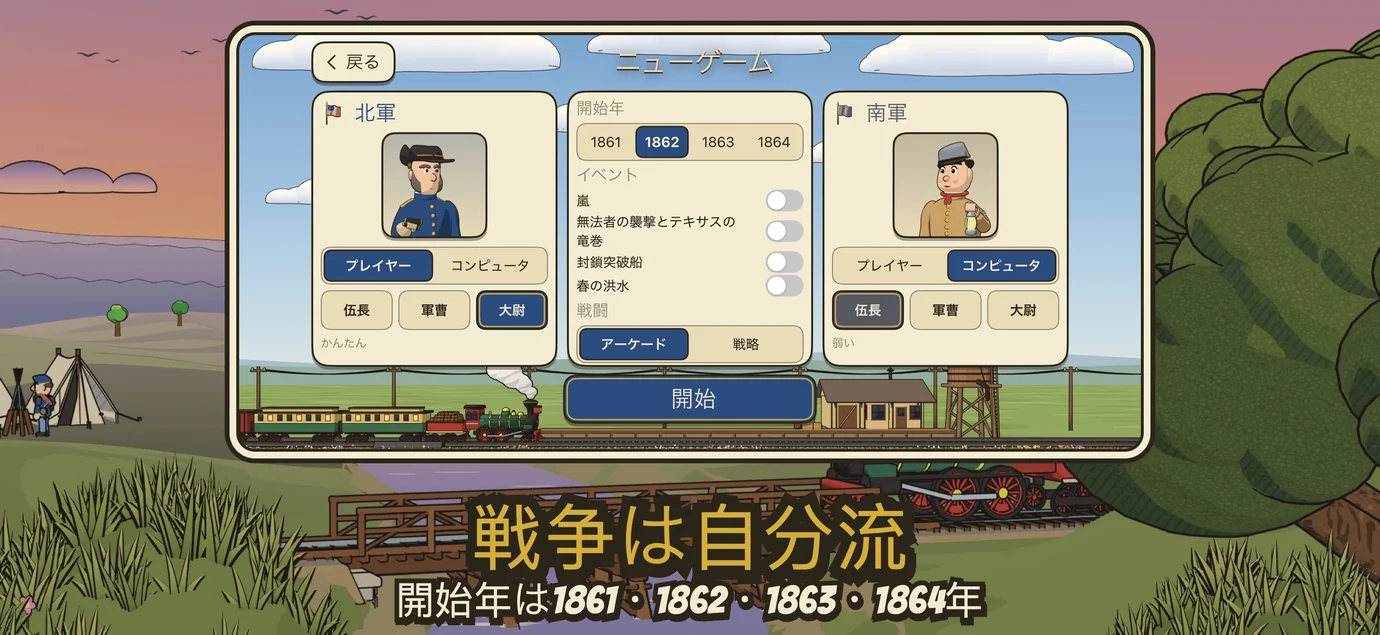 戻る
ニューゲーム
北軍
プレイヤー
コンピュータ
伍長
軍曹
大尉
かんたん
開始年
1861
1862
1863
1864
イベント
嵐
無法者の襲撃とテキサスの
竜巻
封鎖突破船
春の洪水
戦闘
アーケード
戦略
南軍
プレイヤー
コンピュータ
伍長
軍曹
大尉
弱い
開始
戦争は自分流
開始年は1861・1862・1863・1864年